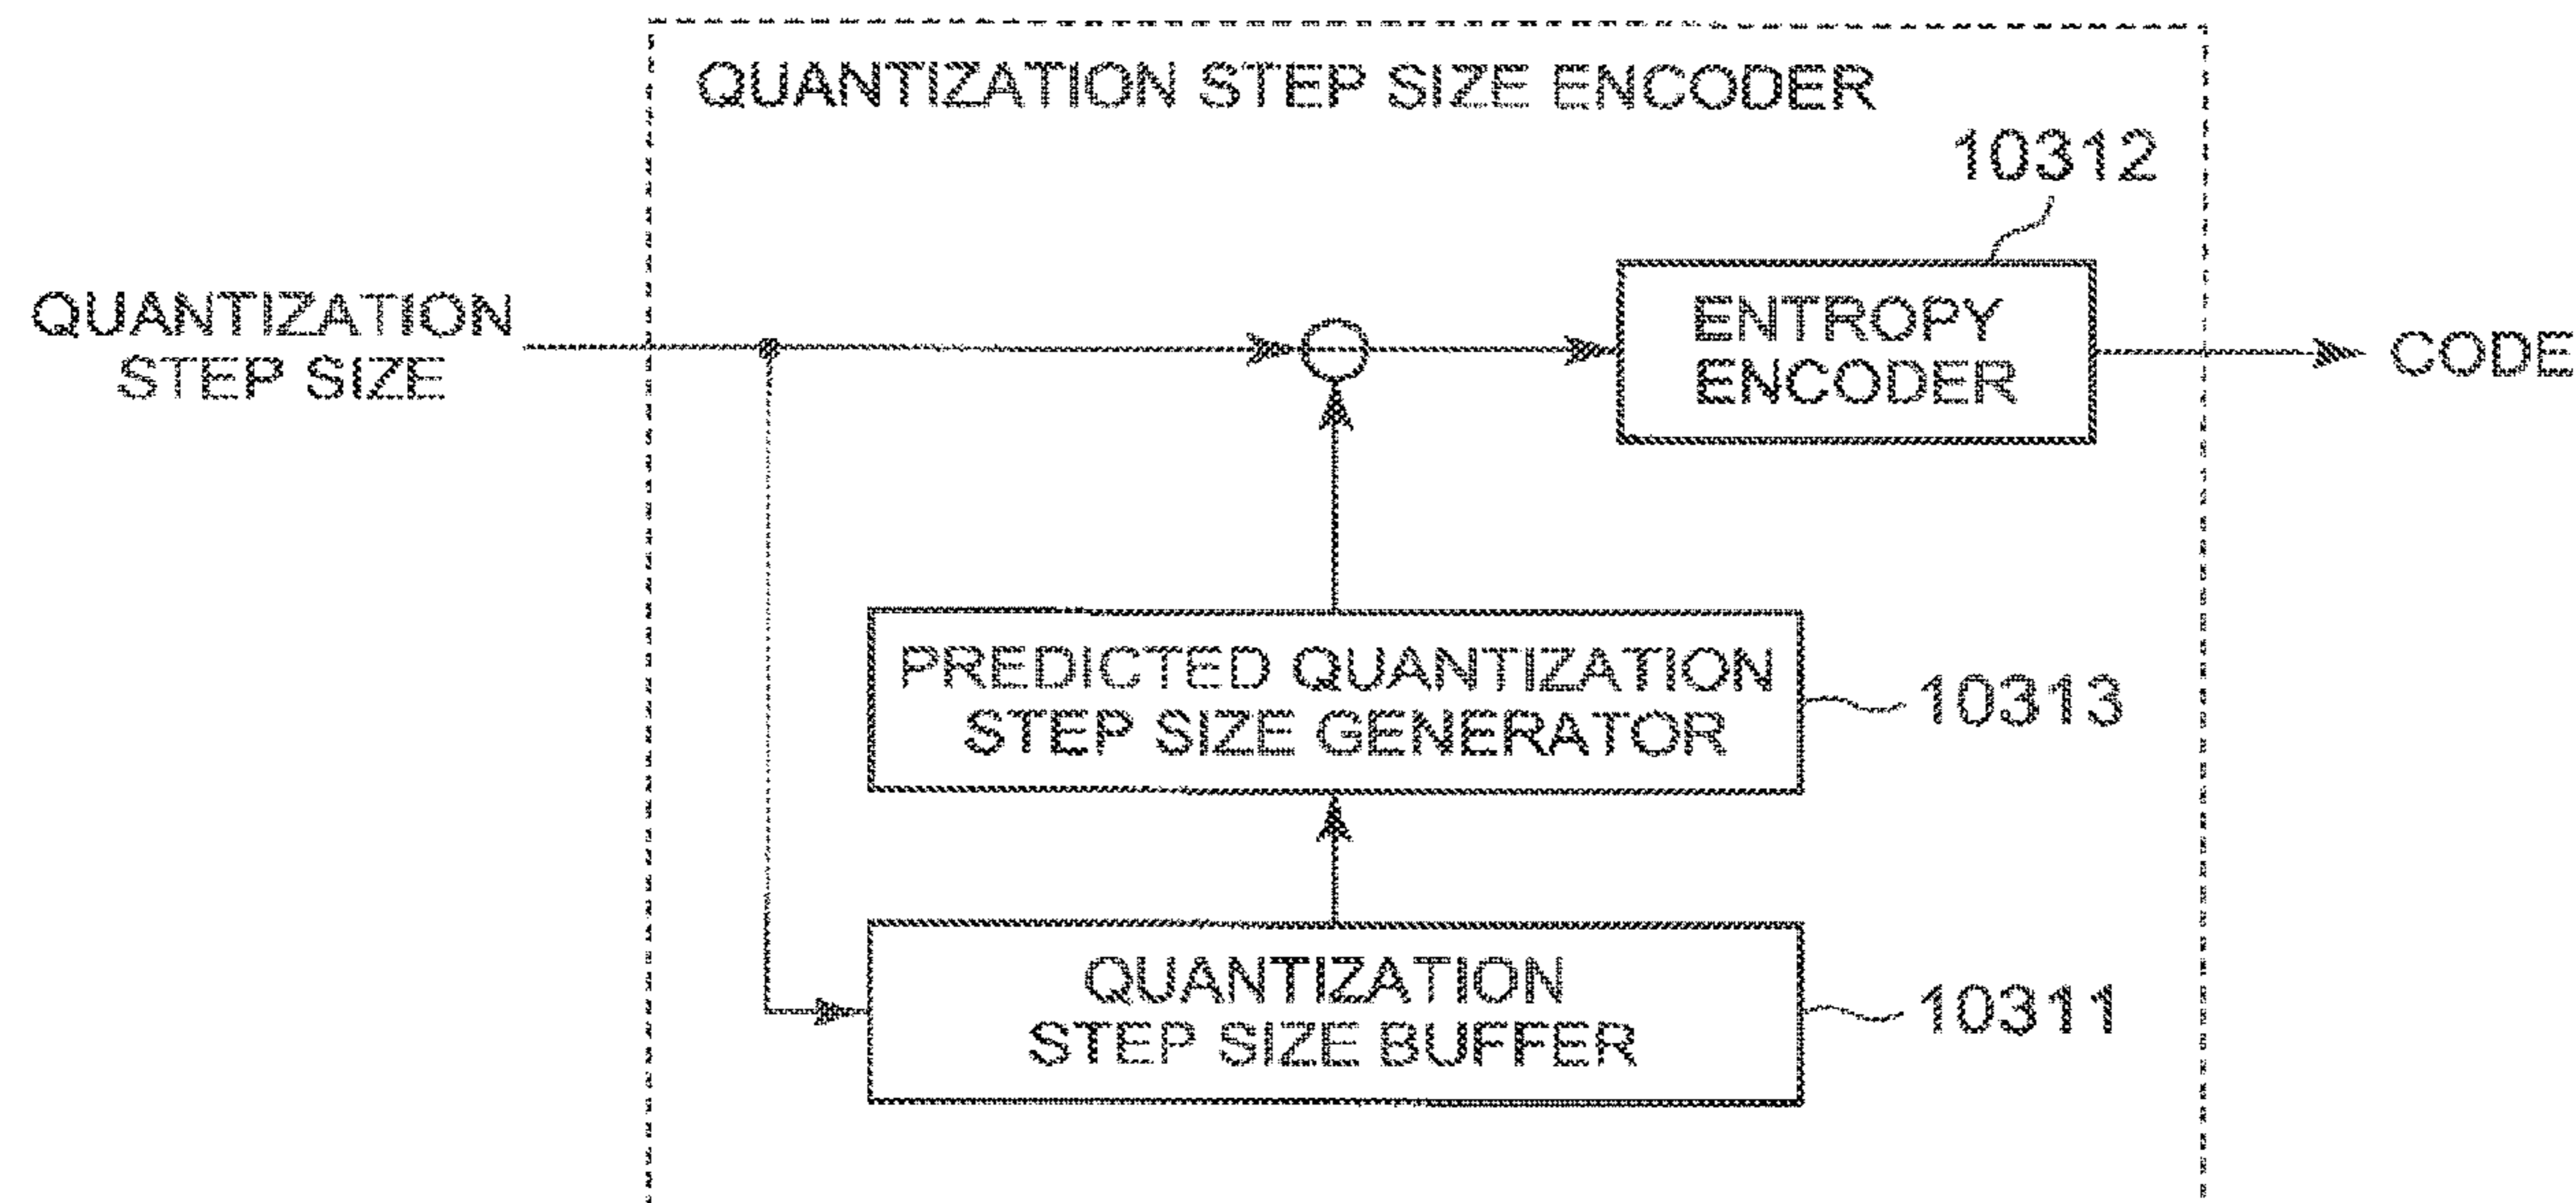 QUANTIZATION STEP SIZE ENCODER
10312
QUANTIZATION
STEP SIZE
ENTROPY
ENCODER
CODE
PREDICTED QUANTIZATION
STEP SIZE GENERATOR
10313
QUANTIZATION
STEP SIZE BUFFER
10311